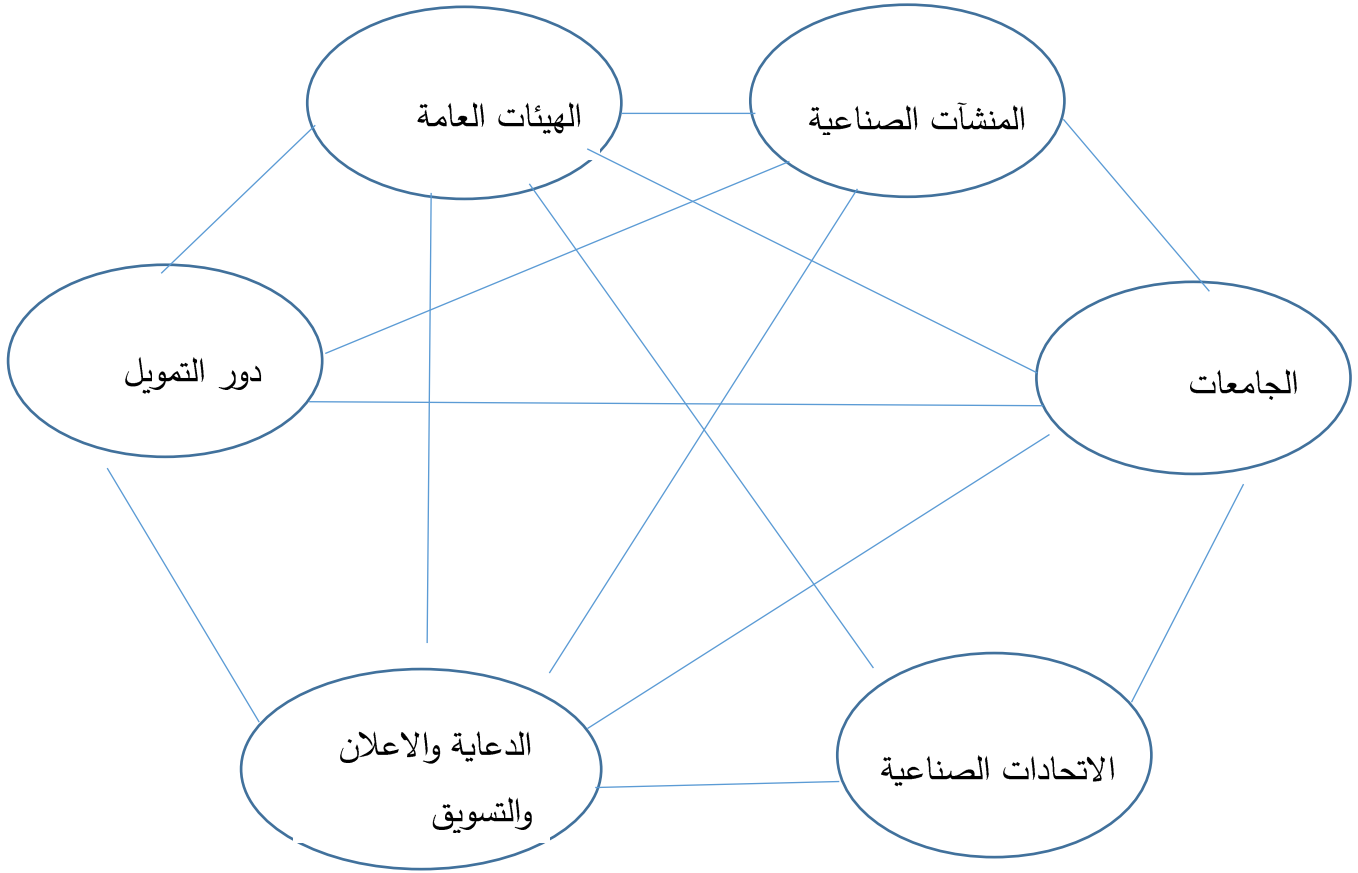 المنشآت الصناعية
الهيئات العامة
الجامعات
دور التمويل
الاتحادات الصناعية
الدعاية والاعلان
والتسويق